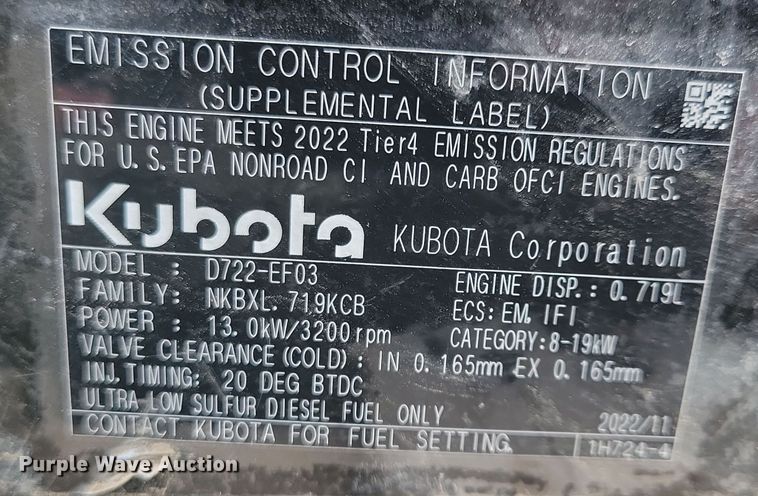 EMISSION CONTROL INFORMATION
(SUPPLEMENTAL LABEL)
THIS ENGINE MEETS 2022 Tier4 EMISSION REGULATIONS
FOR U.S.EPA NONROAD CI AND CARB OFCI ENGINES.
Kubota KUBOTA Corporation
MODEL : D722-EF03 ENGINE DISP.: 0.719L
FAMILY: NKBXL.719KCB ECS: EM, IFI
POWER : 13.0kW/3200rpm CATEGORY:8-19kW
VALVE CLEARANCE(COLD): IN 0.165mm EX 0.165mm
INJ.TIMING: 20 DEG BTDC
ULTRA LOW SULFUR DIESEL FUEL ONLY 2022/11
CONTACT KUBOTA FOR FUEL SETTING. 1H724-4
Purple Wave Auction